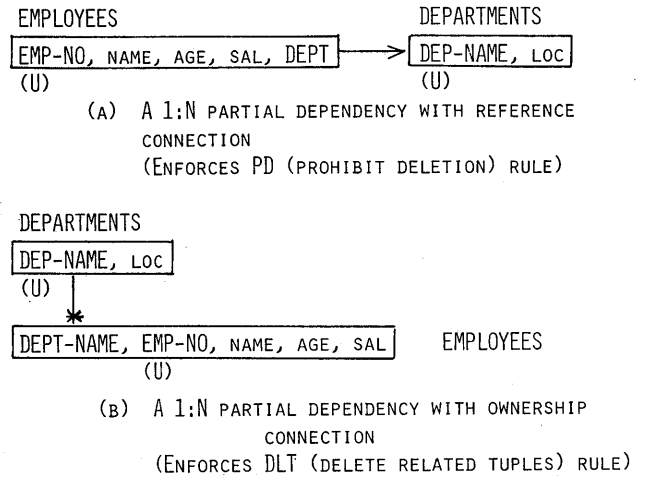 EMPLOYEES DEPARTMENTS
EMP-NO, NAME, AGE, SAL, DEPT DEP-NAME, LOC
(U) (U)
(A) A 1:N PARTIAL DEPENDENCY WITH REFERENCE
CONNECTION
(ENFORCES PD (PROHIBIT DELETION) RULE)
DEPARTMENTS
DEP-NAME, LOC
(U)
DEPT-NAME, EMP-NO, NAME, AGE, SAL EMPLOYEES
(U)
(B) A 1:N PARTIAL DEPENDENCY WITH OWNERSHIP
CONNECTION
(ENFORCES DLT (DELETE RELATED TUPLES) RULE)